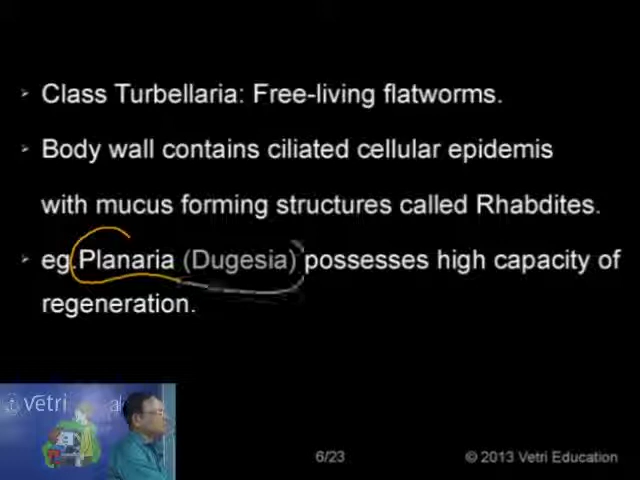 Class Turbellaria: Free-living flatworms.
Body wall contains ciliated cellular epidemis
with mucus forming structures called Rhabdites.
eg.Planaria (Dugesia) possesses high capacity of
regeneration.
vetri
6/23
© 2013 Vetri Education